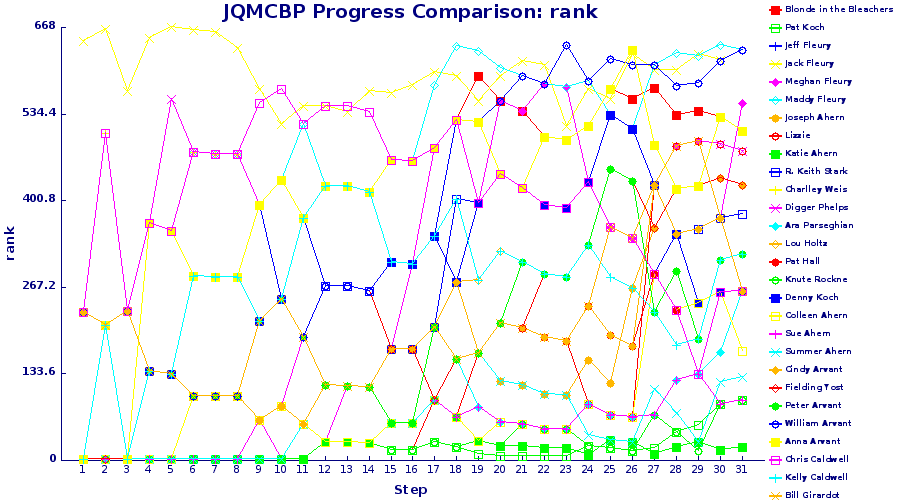 JQMCBP Progress Comparison: rank
668
534.4
400.8
267.2
133.6
0
rank
1 2 3 4 5 6 7 8 9 10 11 12 13 14 15 16 17 18 19 20 21 22 23 24 25 26 27 28 29 30 31
Step
Blonde in the Bleachers
Pat Koch
Jeff Fleury
Jack Fleury
Meghan Fleury
Maddy Fleury
Joseph Ahern
Lizzie
Katie Ahern
R. Keith Stark
Charlley Weis
Digger Phelps
Ara Parseghian
Lou Holtz
Pat Hall
Knute Rockne
Denny Koch
Colleen Ahern
Sue Ahern
Summer Ahern
Cindy Arvant
Fielding Yost
Peter Arvant
William Arvant
Anna Arvant
Chris Caldwell
Kelly Caldwell
Bill Girardot